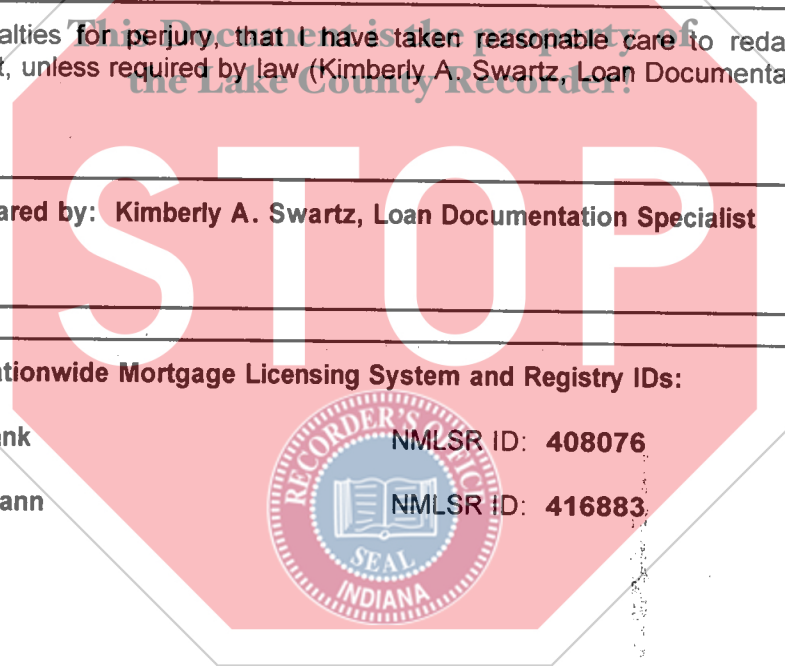 This Document is the property of
alties for perjury, that I have taken reasonable care to reda
the Lake County Recorder!
t, unless required by law (Kimberly A. Swartz, Loan Documenta
STOP
ared by: Kimberly A. Swartz, Loan Documentation Specialist
ationwide Mortgage Licensing System and Registry IDs:
nk NMLSR ID: 408076
ann NMLSR ID: 416883
RECORDER'S OFFICE
SEAL
INDIANA